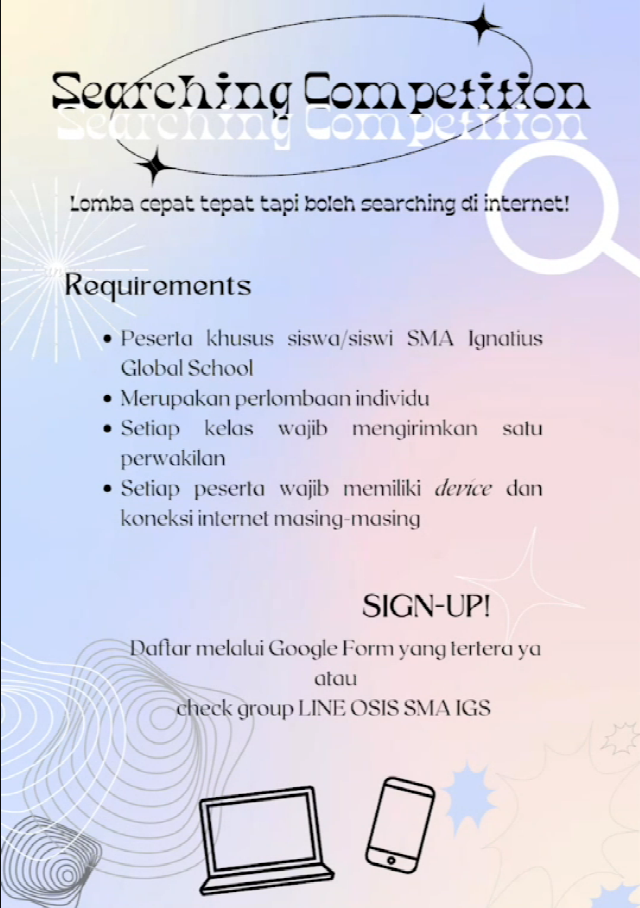 Searching Competition
Searching Competition
Lomba cepat tepat tapi boleh searching di internet!
Requirements
• Peserta khusus siswa/siswi SMA Ignatius
Global School
• Merupakan perlombaan individu
• Setiap kelas wajib mengirimkan satu
perwakilan
• Setiap peserta wajib memiliki device dan
koneksi internet masing-masing
SIGN-UP!
Daftar melalui Google Form yang tertera ya
atau
check group LINE OSIS SMA IGS